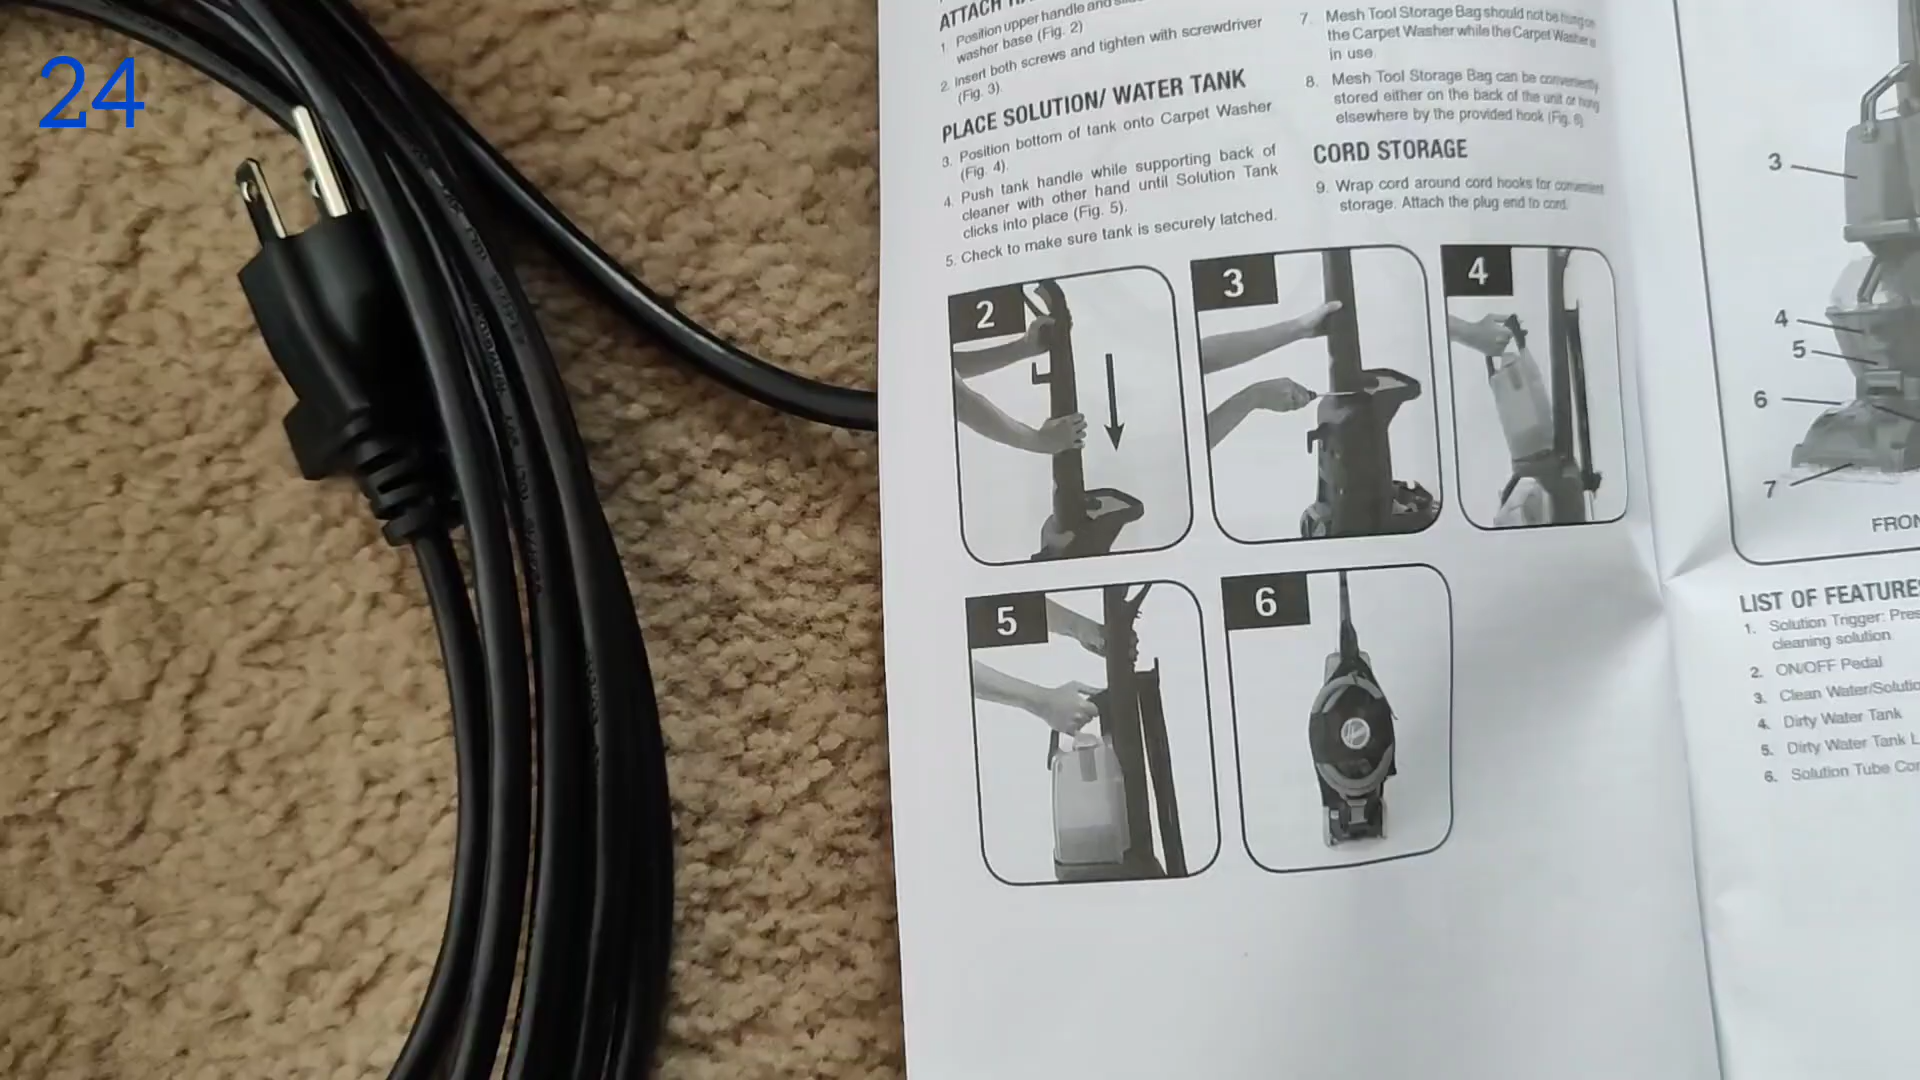 24
ATTACH
1. Position upper handle and
washer base (Fig. 2)
2. Insert both screws and tighten with screwdriver
(Fig. 3).
PLACE SOLUTION/ WATER TANK
3. Position bottom of tank onto Carpet Washer
(Fig. 4).
4. Push tank handle while supporting back of
cleaner with other hand until Solution Tank
clicks into place (Fig. 5).
5. Check to make sure tank is securely latched.
7. Mesh Tool Storage Bag should not be hung on
the Carpet Washer while the Carpet Washer is
in use.
8. Mesh Tool Storage Bag can be conveniently
stored either on the back of the unit or hung
elsewhere by the provided hook (Fig. 6).
CORD STORAGE
9. Wrap cord around cord hooks for convenient
storage. Attach the plug end to cord.
2
3
4
5
6
3
4
5
6
7
FRON
LIST OF FEATURES
1. Solution Trigger: Pres
cleaning solution
2. ON/OFF Pedal
3. Clean Water/Solutio
4. Dirty Water Tank
5. Dirty Water Tank L
6. Solution Tube Cor